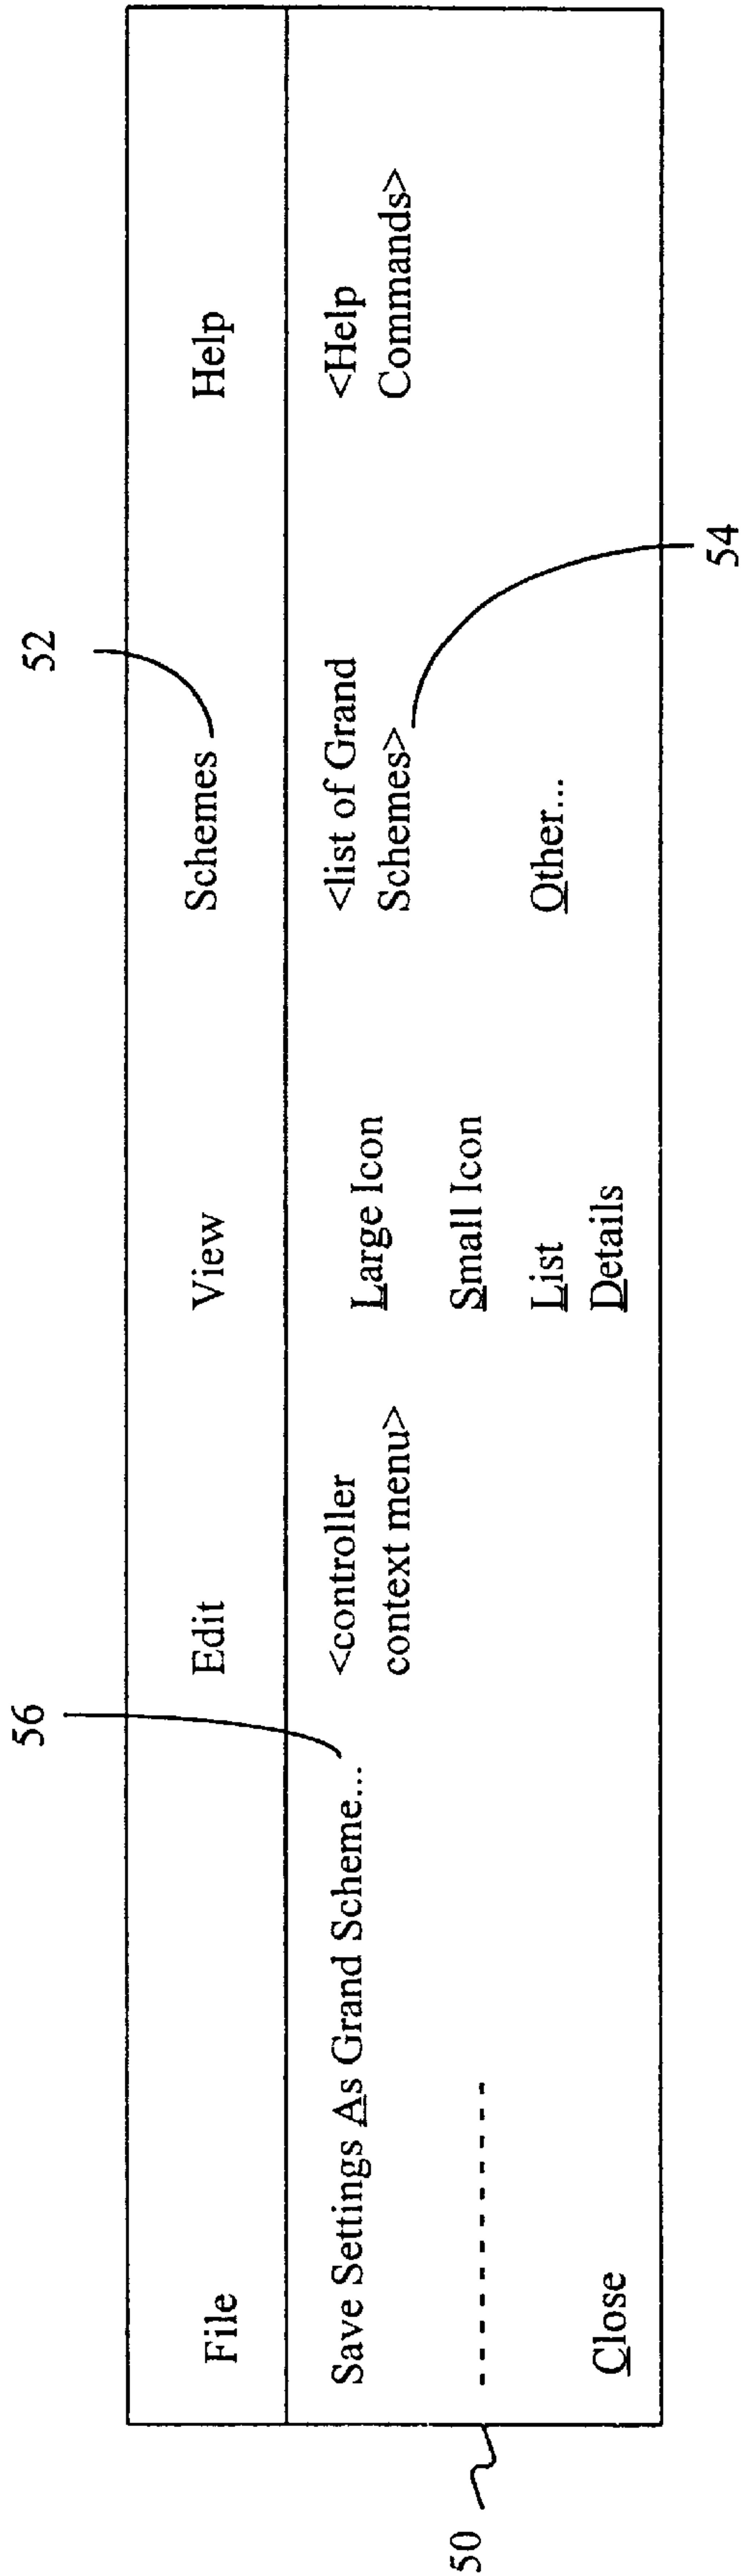 52
56
File Edit View Schemes Help
Save Settings As Grand Scheme...
<controller
context menu>
Large Icon
Small Icon
List
Details
<list of Grand
Schemes>
Other...
<Help
Commands>
- - - - - - - - - - -
Close
50
54